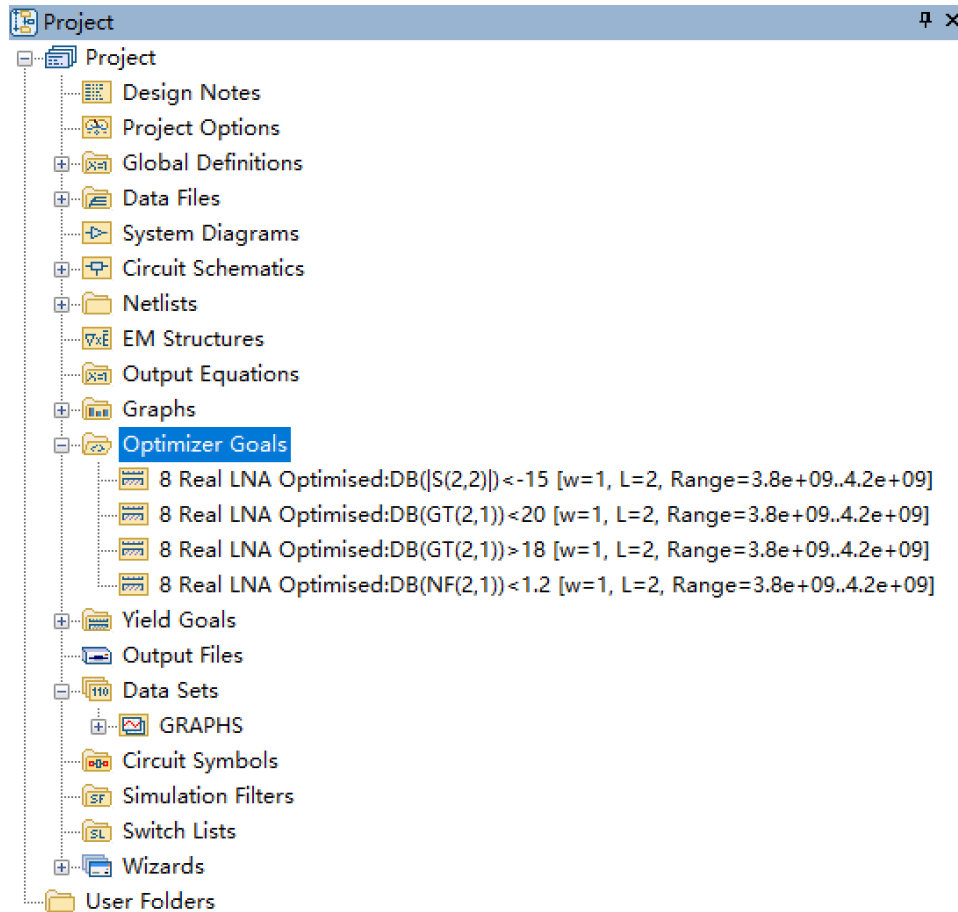 Project
Project
Design Notes
Project Options
Global Definitions
Data Files
System Diagrams
Circuit Schematics
Netlists
EM Structures
Output Equations
Graphs
Optimizer Goals
8 Real LNA Optimised:DB(|S(2,2)|)<-15 [w=1, L=2, Range=3.8e+09..4.2e+09]
8 Real LNA Optimised:DB(GT(2,1))<20 [w=1, L=2, Range=3.8e+09..4.2e+09]
8 Real LNA Optimised:DB(GT(2,1))>18 [w=1, L=2, Range=3.8e+09..4.2e+09]
8 Real LNA Optimised:DB(NF(2,1))<1.2 [w=1, L=2, Range=3.8e+09..4.2e+09]
Yield Goals
Output Files
Data Sets
GRAPHS
Circuit Symbols
Simulation Filters
Switch Lists
Wizards
User Folders